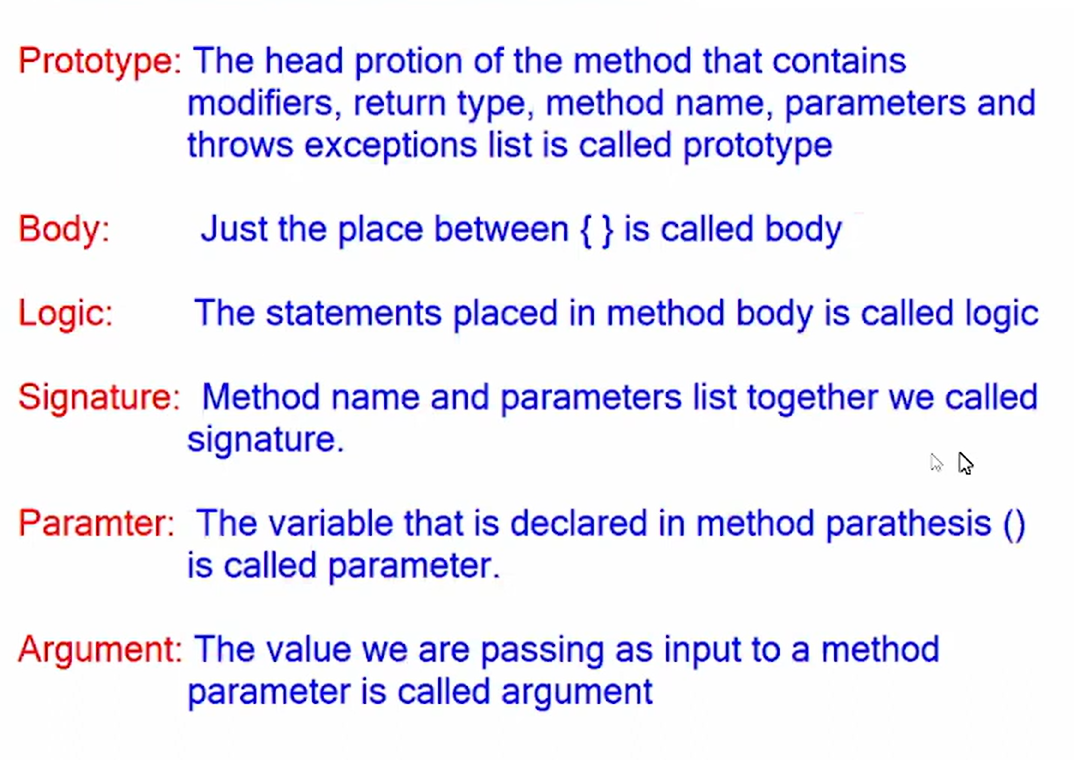 Prototype: The head protion of the method that contains
modifiers, return type, method name, parameters and
throws exceptions list is called prototype
Body: Just the place between { } is called body
Logic: The statements placed in method body is called logic
Signature: Method name and parameters list together we called
signature.
Paramter: The variable that is declared in method parathesis ()
is called parameter.
Argument: The value we are passing as input to a method
parameter is called argument